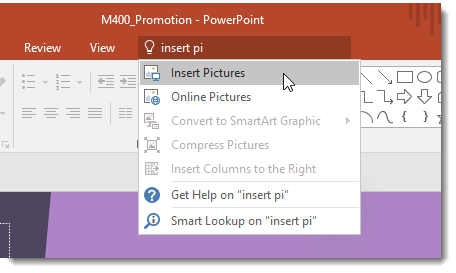 M400_Promotion - PowerPoint
Review View insert pi
Insert Pictures
Online Pictures
Convert to SmartArt Graphic
Compress Pictures
Insert Columns to the Right
Get Help on "insert pi"
Smart Lookup on "insert pi"